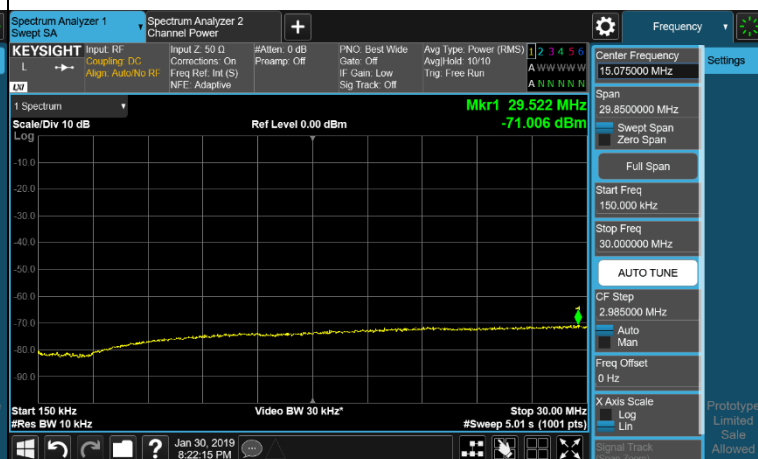 Spectrum Analyzer 1
Swept SA
Spectrum Analyzer 2
Channel Power
+
Frequency
KEYSIGHT
L
LXI
Input: RF
Coupling: DC
Align: Auto/No RF
Input Z: 50 Ω
Corrections: On
Freq Ref: Int (S)
NFE: Adaptive
#Atten: 0 dB
Preamp: Off
PNO: Best Wide
Gate: Off
IF Gain: Low
Sig Track: Off
Avg Type: Power (RMS)
Avg|Hold: 10/10
Trig: Free Run
1 2 3 4 5 6
A W W W W W
A N N N N N
1 Spectrum
Scale/Div 10 dB
Log
Ref Level 0.00 dBm
Mkr1 29.522 MHz
-71.006 dBm
-10.0
-20.0
-30.0
-40.0
-50.0
-60.0
-70.0
-80.0
-90.0
1
Start 150 kHz
#Res BW 10 kHz
Video BW 30 kHz*
Stop 30.00 MHz
#Sweep 5.01 s (1001 pts)
?
Jan 30, 2019
8:22:15 PM
Center Frequency
15.075000 MHz
Span
29.8500000 MHz
Swept Span
Zero Span
Full Span
Start Freq
150.000 kHz
Stop Freq
30.000000 MHz
AUTO TUNE
CF Step
2.985000 MHz
Auto
Man
Freq Offset
0 Hz
X Axis Scale
Log
Lin
Signal Track
(Span Zoom)
Settings
Prototype
Limited
Sale
Allowed